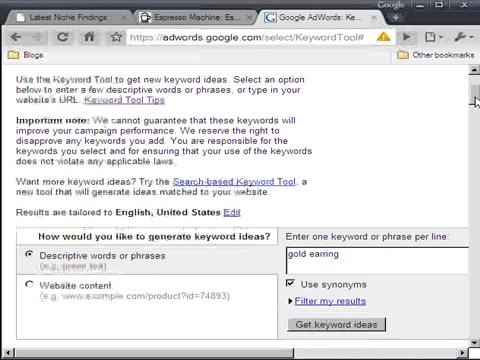 Google
Latest Niche Findings:
Espresso Machine: Es...
Google AdWords: Ke...
https://adwords.google.com/select/KeywordTool#
Blogs
Other bookmarks
Use the Keyword Tool to get new keyword ideas. Select an option
below to enter a few descriptive words or phrases, or type in your
website's URL. Keyword Tool Tips
Important note: We cannot guarantee that these keywords will
improve your campaign performance. We reserve the right to
disapprove any keywords you add. You are responsible for the
keywords you select and for ensuring that your use of the keywords
does not violate any applicable laws.
Want more keyword ideas? Try the Search-based Keyword Tool, a
new tool that will generate ideas matched to your website.
Results are tailored to English, United States Edit
How would you like to generate keyword ideas?
Descriptive words or phrases
(e.g. green tea)
Website content
(e.g. www.example.com/product?id=74893)
Enter one keyword or phrase per line:
gold earring
Use synonyms
Filter my results
Get keyword ideas